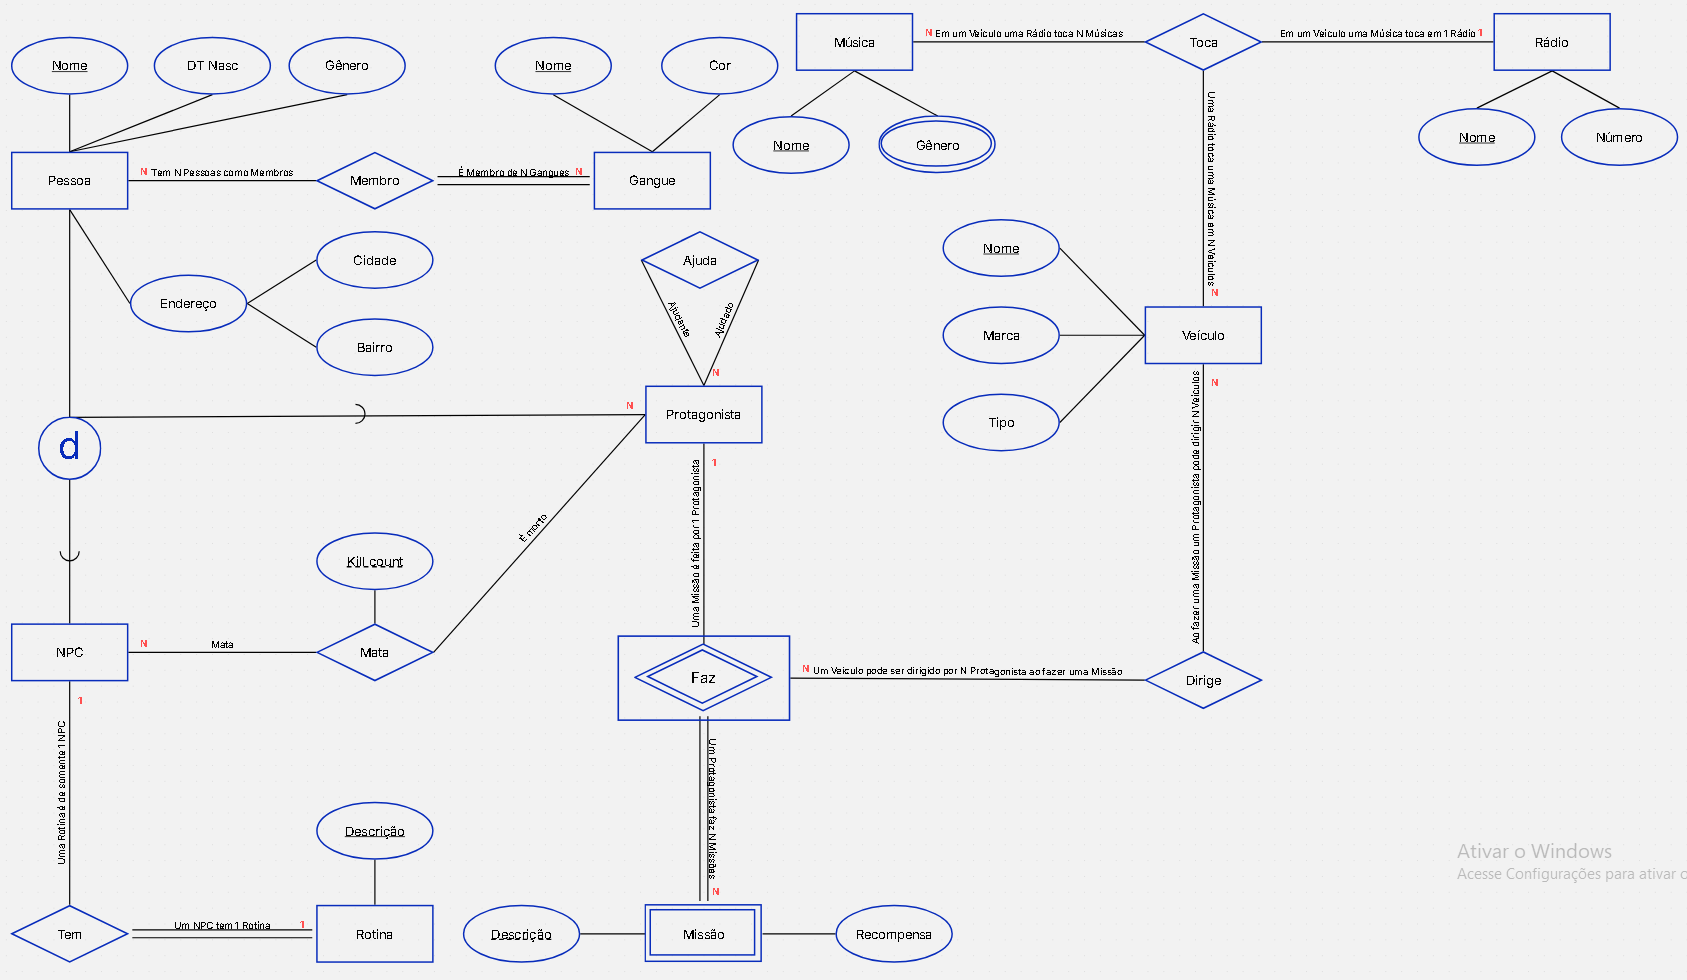 Nome
DT Nasc
Gênero
Nome
Cor
Música
N Em um Veículo uma Rádio toca N Músicas
Toca
Em um Veículo uma Música toca em 1 Rádio 1
Rádio
Nome
Gênero
Nome
Número
Pessoa
N Tem N Pessoas como Membros
Membro
É Membro de N Gangues N
Gangue
Uma Rádio toca uma Música em N Veículos
N
Cidade
Endereço
Bairro
Ajuda
Ajudante
Ajudado
N
Nome
Marca
Tipo
Veículo
N
Protagonista
N
1
d
É morto
Kill count
NPC
N
Mata
Mata
Uma Missão é feita por 1 Protagonista
Ao fazer uma Missão um Protagonista pode dirigir N Veículos
Faz
N Um Veículo pode ser dirigido por N Protagonista ao fazer uma Missão
Dirige
1
Uma Rotina é de somente 1 NPC
Um Protagonista faz N Missões
N
Descrição
Tem
Um NPC tem 1 Rotina 1
Rotina
Descrição
Missão
Recompensa
Ativar o Windows
Acesse Configurações para ativar o